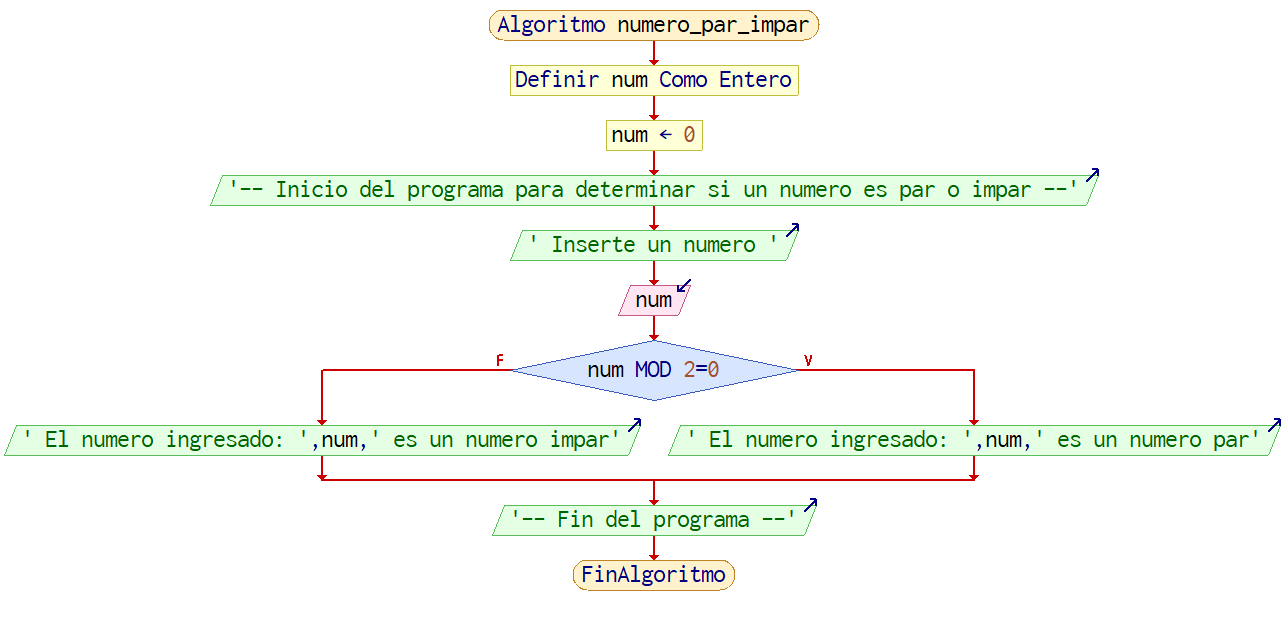 Algoritmo numero_par_impar
Definir num Como Entero
num ← 0
'-- Inicio del programa para determinar si un numero es par o impar --'
' Inserte un numero '
num
F
V
num MOD 2=0
' El numero ingresado: ',num,' es un numero impar'
' El numero ingresado: ',num,' es un numero par'
'-- Fin del programa --'
FinAlgoritmo